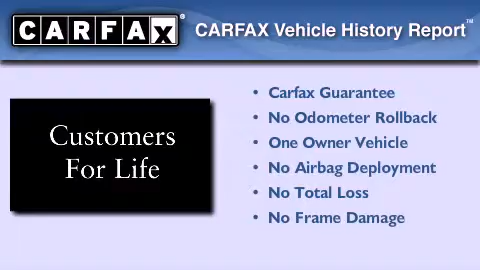 CARFAX® CARFAX Vehicle History Report™
Customers
For Life
• Carfax Guarantee
• No Odometer Rollback
• One Owner Vehicle
• No Airbag Deployment
• No Total Loss
• No Frame Damage